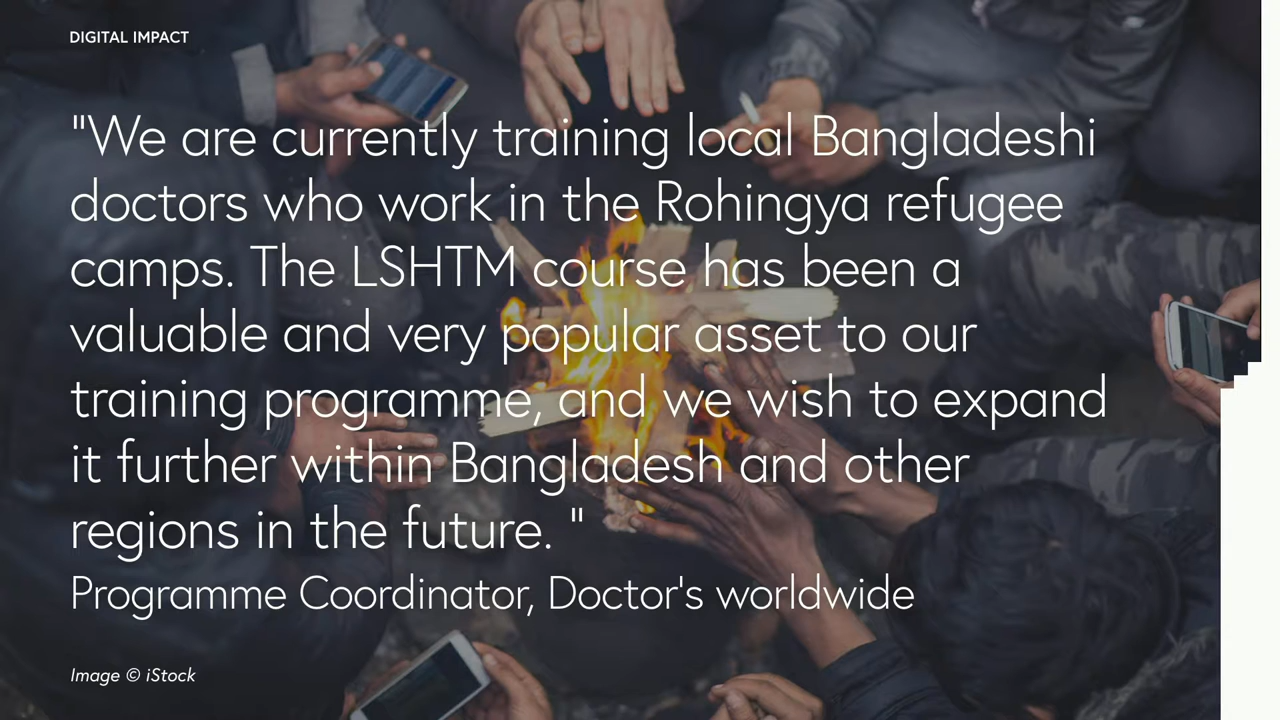 DIGITAL IMPACT
"We are currently training local Bangladeshi
doctors who work in the Rohingya refugee
camps. The LSHTM course has been a
valuable and very popular asset to our
training programme, and we wish to expand
it further within Bangladesh and other
regions in the future. "
Programme Coordinator, Doctor's worldwide
Image © iStock